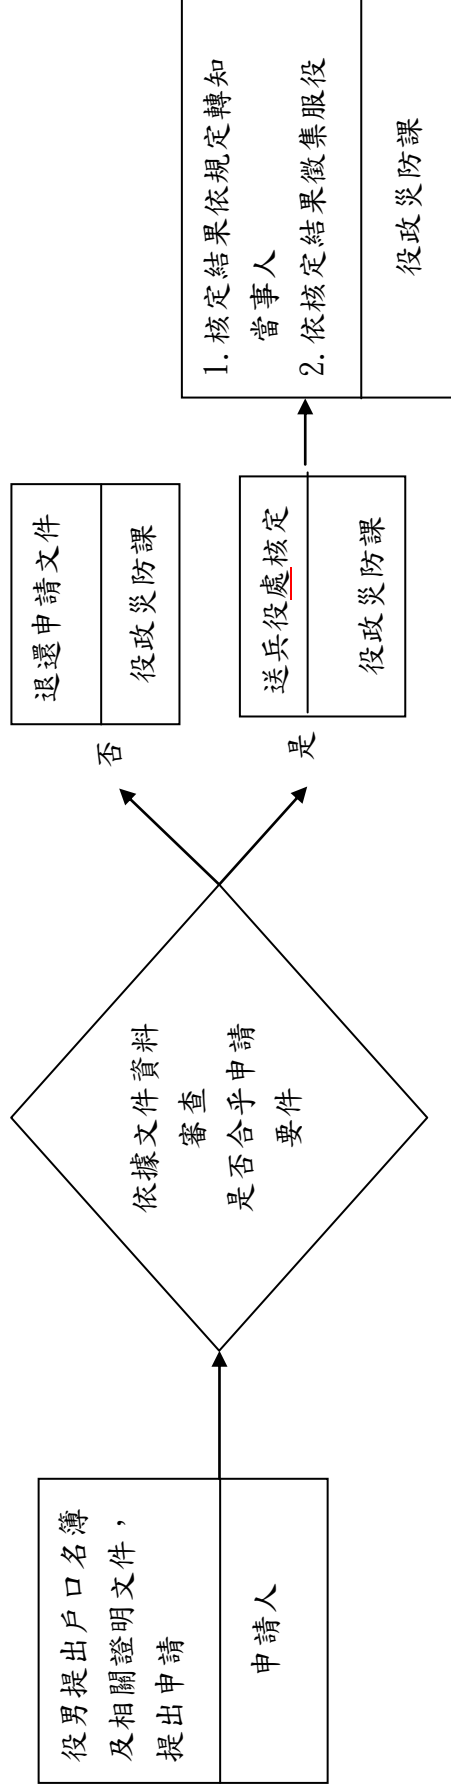 役男提出戶口名簿
及相關證明文件，
提出申請
申請人
依據文件資料
審查
是否合乎申請
要件
否
退還申請文件
役政災防課
是
送兵役處核定
役政災防課
1. 核定結果依規定轉知
當事人
2. 依核定結果徵集服役
役政災防課